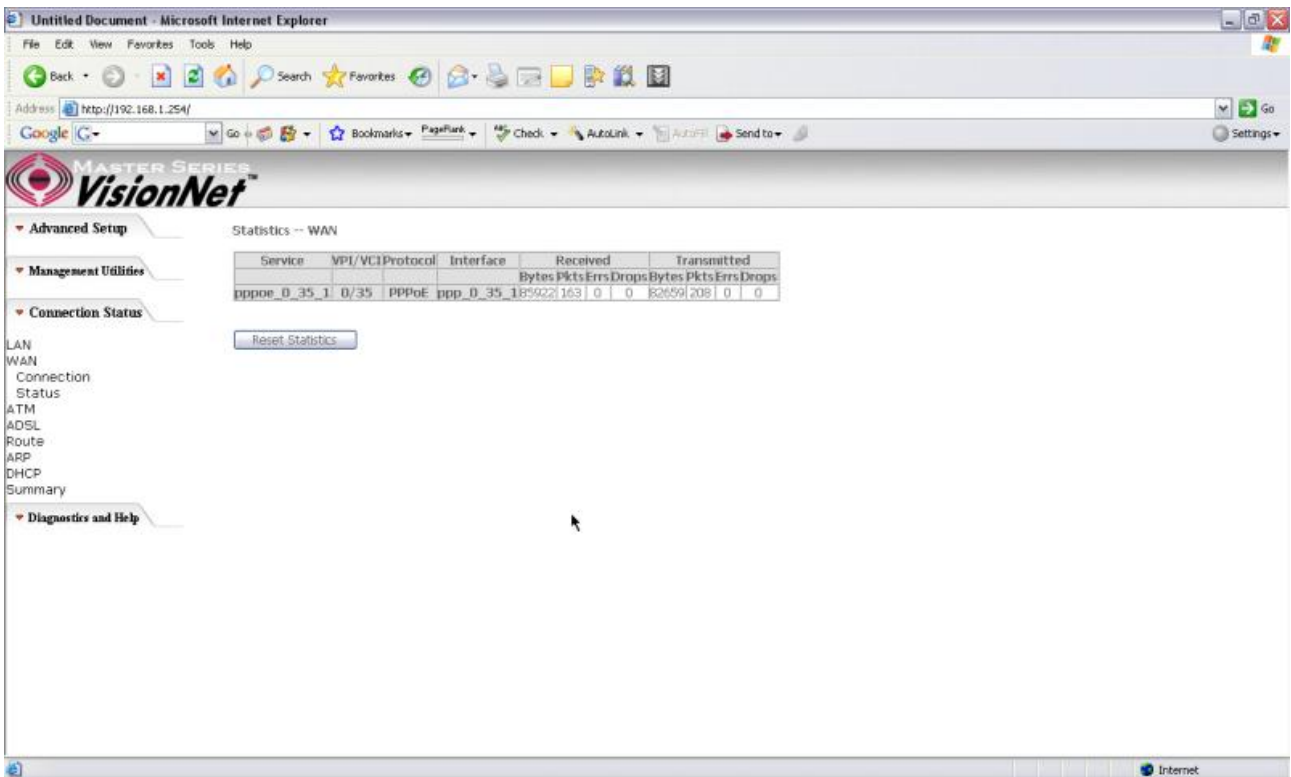 Untitled Document - Microsoft Internet Explorer
File Edit View Favorites Tools Help
Back Search Favorites
Address http://192.168.1.254/ Go
Google G Go Bookmarks PageRank Check AutoLink AutoFill Send to Settings
MASTER SERIES
VisionNet™
Advanced Setup
Management Utilities
Connection Status
LAN
WAN
Connection
Status
ATM
ADSL
Route
ARP
DHCP
Summary
Diagnostics and Help
Statistics -- WAN
Service VPI/VCI Protocol Interface Received Transmitted
Bytes Pkts Errs Drops Bytes Pkts Errs Drops
pppoe_0_35_1 0/35 PPPoE ppp_0_35_1 85922 163 0 0 82659 208 0 0
Reset Statistics
Internet